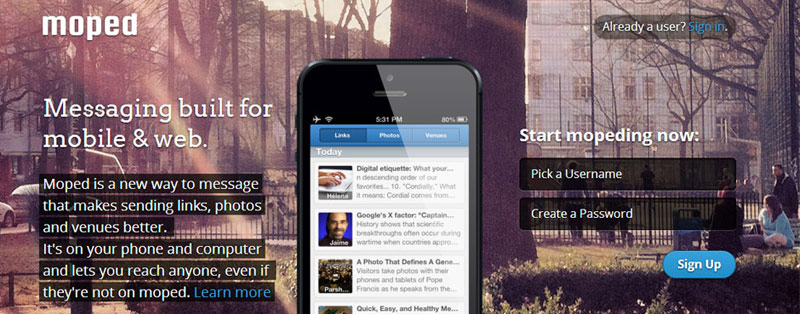 moped
Already a user? Sign in.
Messaging built for
mobile & web.
Moped is a new way to message
that makes sending links, photos
and venues better.
It's on your phone and computer
and lets you reach anyone, even if
they're not on moped. Learn more
5:31 PM
80%
Links
Photos
Venues
Today
Digital etiquette: What your...
n descending order of our
favorites... 10. "Cordially," What
it means: Cordial comes from...
Helena
Google's X factor: "Captain...
History shows that scientific
breakthroughs often occur during
wartime when countries appro...
Jaime
A Photo That Defines A Gene...
Visitors take photos with their
phones and tablets of Pope
Francis as he speaks from the...
Parsh...
Quick, Easy, and Healthy Me...
Start mopeding now:
Pick a Username
Create a Password
Sign Up